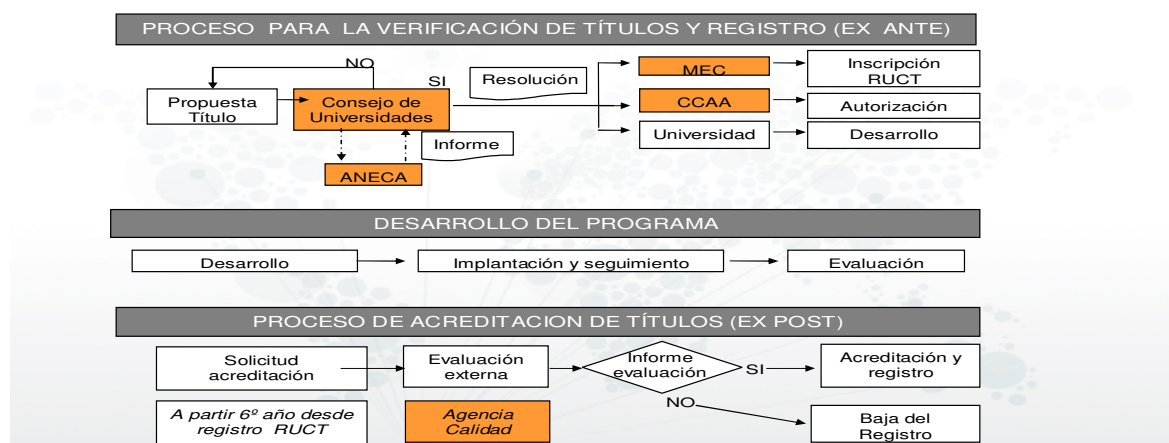 PROCESO PARA LA VERIFICACIÓN DE TÍTULOS Y REGISTRO (EX ANTE)
NO
SI
Propuesta
Título
Consejo de
Universidades
Resolución
Informe
ANECA
MEC
Inscripción
RUCT
CCAA
Autorización
Universidad
Desarrollo
DESARROLLO DEL PROGRAMA
Desarrollo
Implantación y seguimiento
Evaluación
PROCESO DE ACREDITACION DE TÍTULOS (EX POST)
Solicitud
acreditación
Evaluación
externa
Informe
evaluación
SI
Acreditación y
registro
NO
A partir 6º año desde
registro RUCT
Agencia
Calidad
Baja del
Registro